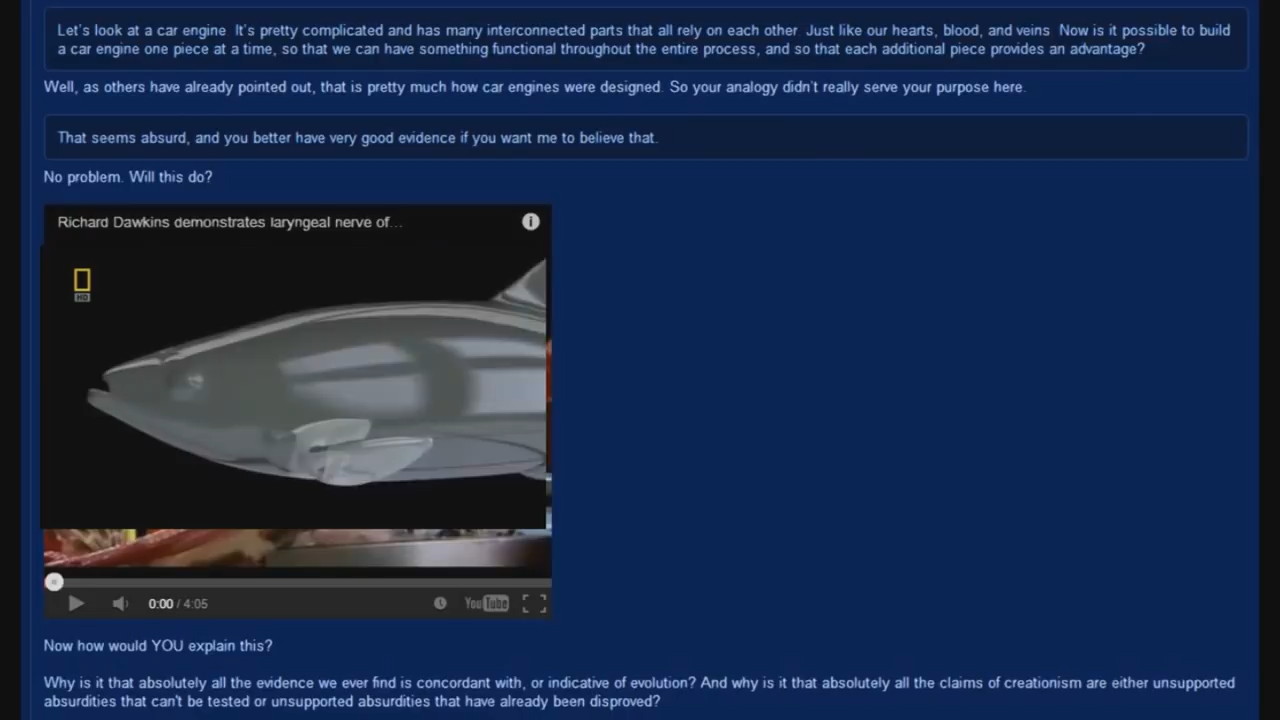 Let's look at a car engine  It's pretty complicated and has many interconnected parts that all rely on each other  Just like our hearts, blood, and veins  Now is it possible to build
a car engine one piece at a time, so that we can have something functional throughout the entire process, and so that each additional piece provides an advantage?
Well, as others have already pointed out, that is pretty much how car engines were designed. So your analogy didn't really serve your purpose here.
That seems absurd, and you better have very good evidence if you want me to believe that.
No problem. Will this do?
Richard Dawkins demonstrates laryngeal nerve of...
HD
0:00 / 4:05
YouTube
Now how would YOU explain this?
Why is it that absolutely all the evidence we ever find is concordant with, or indicative of evolution? And why is it that absolutely all the claims of creationism are either unsupported
absurdities that can't be tested or unsupported absurdities that have already been disproved?